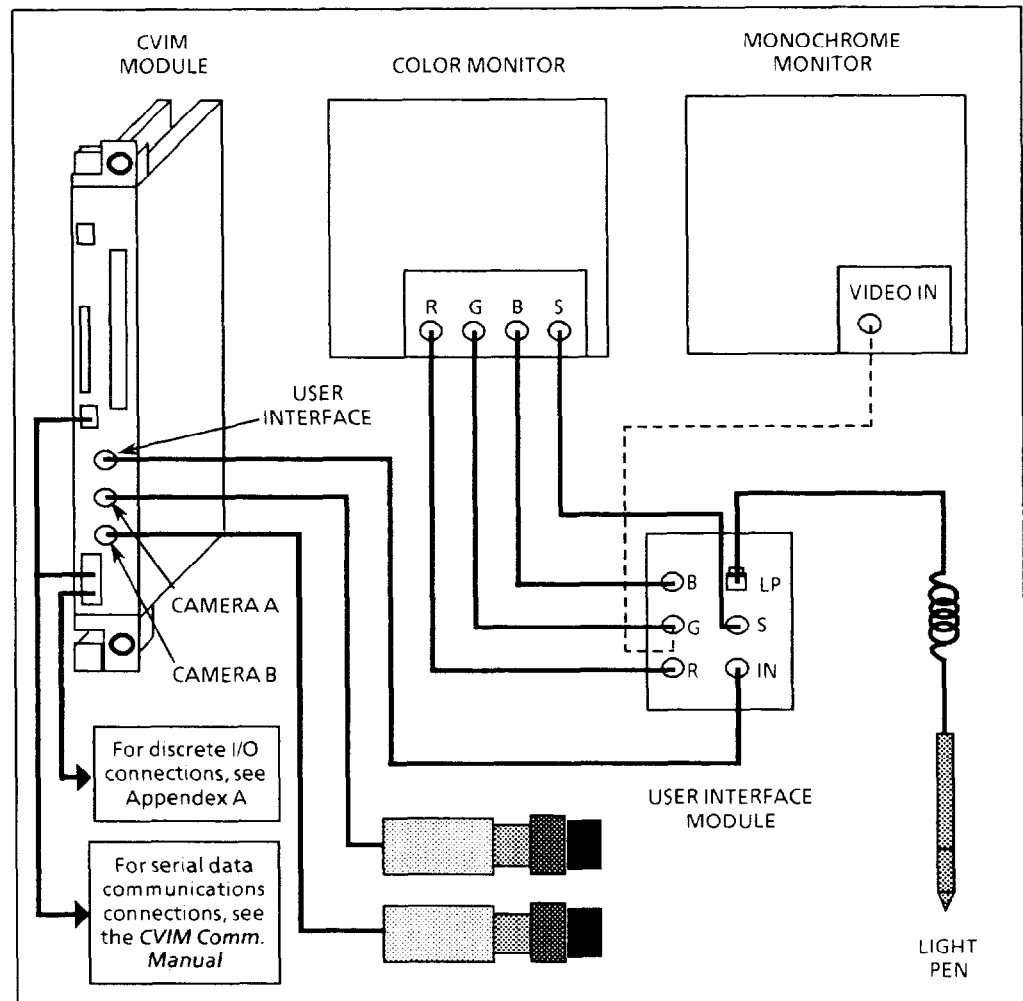 CVIM
MODULE
COLOR MONITOR
MONOCHROME
MONITOR
R G B S
VIDEO IN
USER
INTERFACE
B LP
G S
R IN
CAMERA A
CAMERA B
For discrete I/O
connections, see
Appendex A
USER INTERFACE
MODULE
For serial data
communications
connections, see
the CVIM Comm.
Manual
LIGHT
PEN